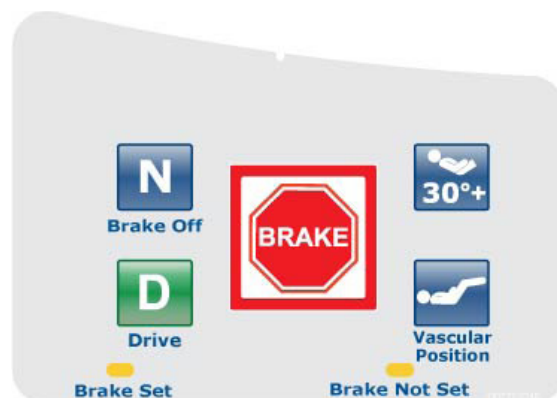 N
Brake Off
BRAKE
30°+
D
Drive
Vascular
Position
Brake Set
Brake Not Set